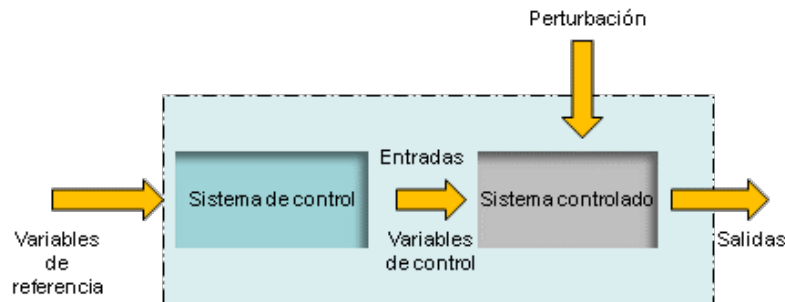 Perturbación
Entradas
Sistema de control
Sistema controlado
Variables
de
referencia
Variables
de control
Salidas